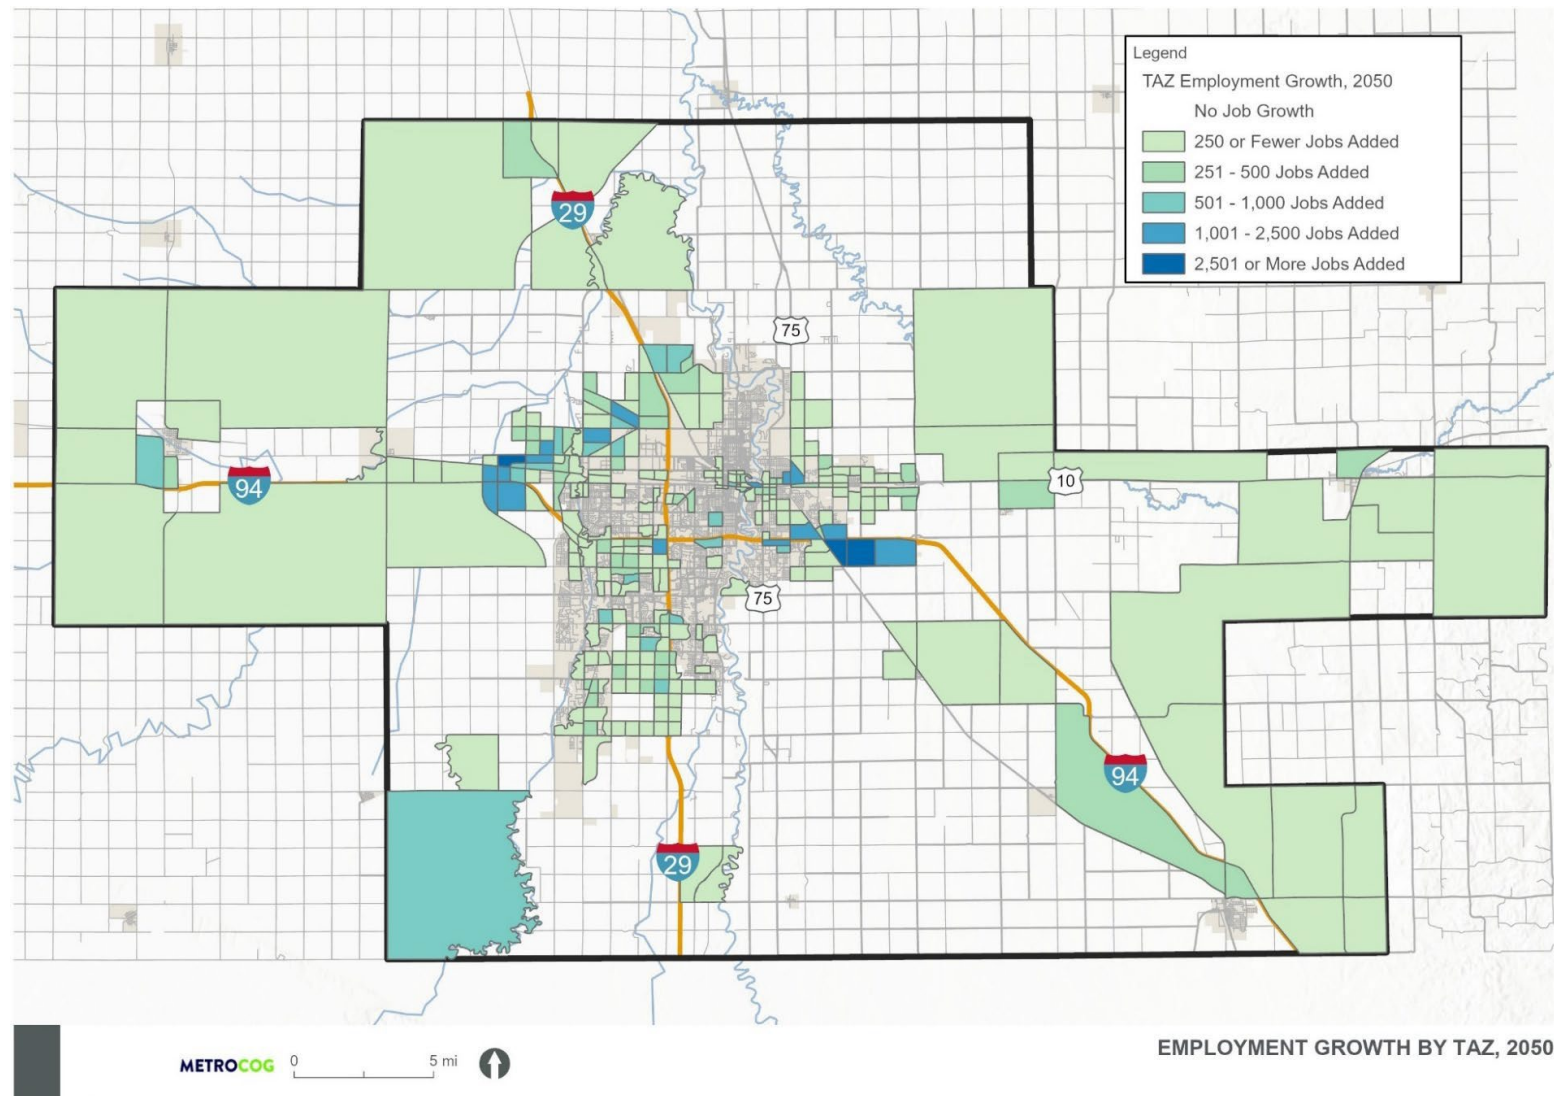 Legend
TAZ Employment Growth, 2050
No Job Growth
250 or Fewer Jobs Added
251 - 500 Jobs Added
501 - 1,000 Jobs Added
1,001 - 2,500 Jobs Added
2,501 or More Jobs Added
29
75
94
10
75
94
29
METROCOG
0
5 mi
EMPLOYMENT GROWTH BY TAZ, 2050